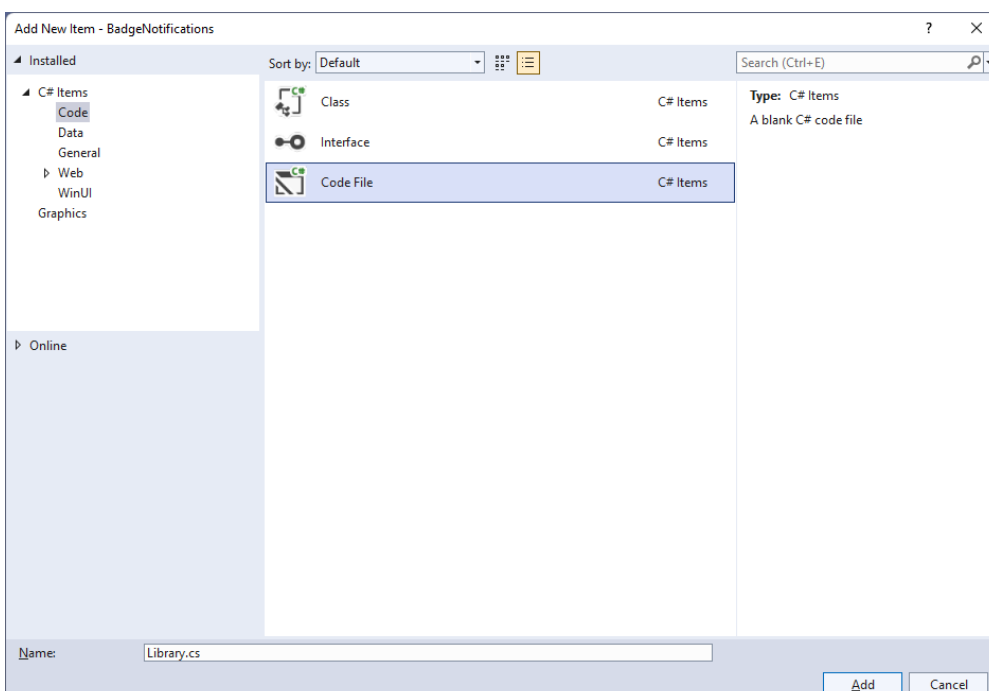 Add New Item - BadgeNotifications
Installed
Sort by: Default
Search (Ctrl+E)
C# Items
Code
Data
General
Web
WinUI
Graphics
Online
Class C# Items
Interface C# Items
Code File C# Items
Type: C# Items
A blank C# code file
Name: Library.cs
Add Cancel